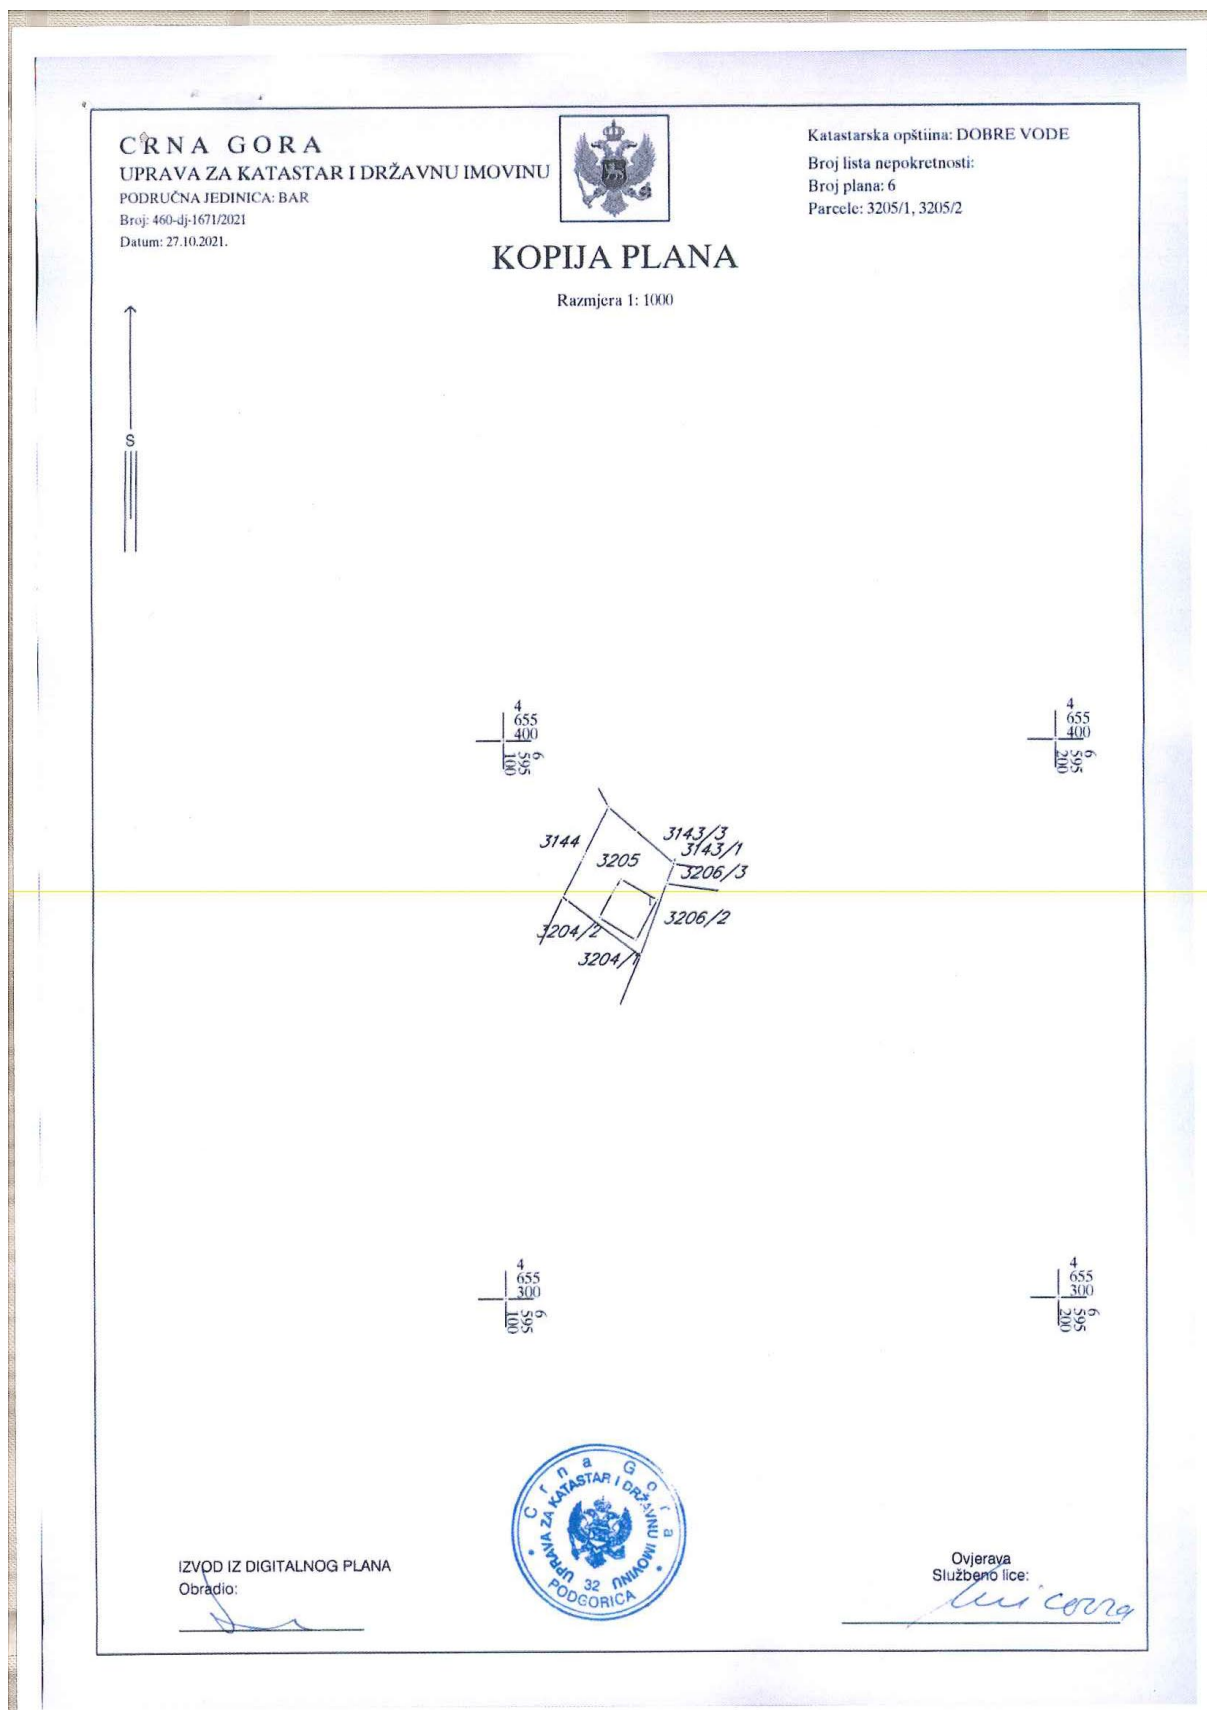 CRNA GORA
UPRAVA ZA KATASTAR I DRŽAVNU IMOVINU
PODRUČNA JEDINICA: BAR
Broj: 460-dj-1671/2021
Datum: 27.10.2021.
Katastarska opštiina: DOBRE VODE
Broj lista nepokretnosti:
Broj plana: 6
Parcele: 3205/1, 3205/2
KOPIJA PLANA
Razmjera 1: 1000
S
4
655
400
6
595
100
4
655
400
6
595
200
3144
3143/3
3143/1
3205
3206/3
1
3206/2
3204/2
3204/1
4
655
300
6
595
100
4
655
300
6
595
200
Crna Gora
UPRAVA ZA KATASTAR I DRŽAVNU IMOVINU
32
PODGORICA
IZVOD IZ DIGITALNOG PLANA
Obradio:
Ovjerava
Službeno lice: